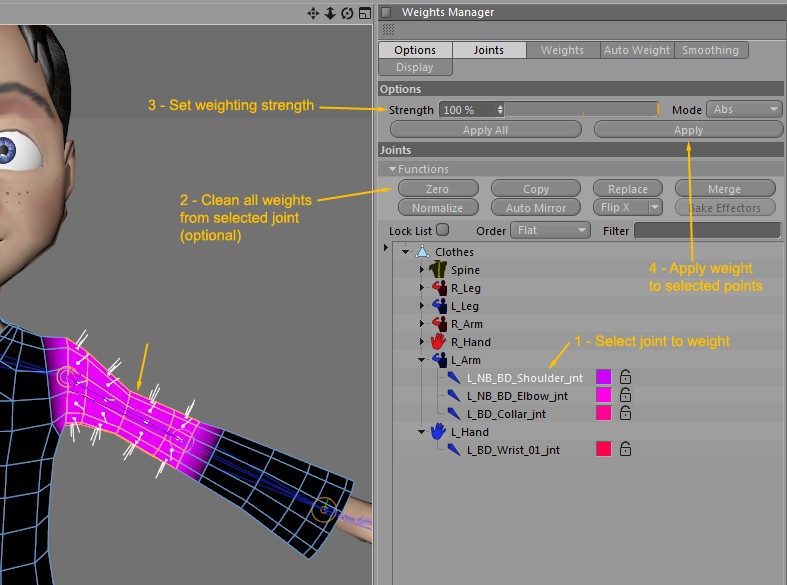 Weights Manager
Options Joints Weights Auto Weight Smoothing
Display
Options
3 - Set weighting strength
Strength 100 % Mode Abs
Apply All Apply
Joints
Functions
Zero Copy Replace Merge
Normalize Auto Mirror Flip X Bake Effectors
2 - Clean all weights
from selected joint
(optional)
Lock List Order Flat Filter
Clothes
Spine
4 - Apply weight
to selected points
R_Leg
L_Leg
R_Arm
R_Hand
1 - Select joint to weight
L_Arm
L_NB_BD_Shoulder_jnt
L_NB_BD_Elbow_jnt
L_BD_Collar_jnt
L_Hand
L_BD_Wrist_01_jnt